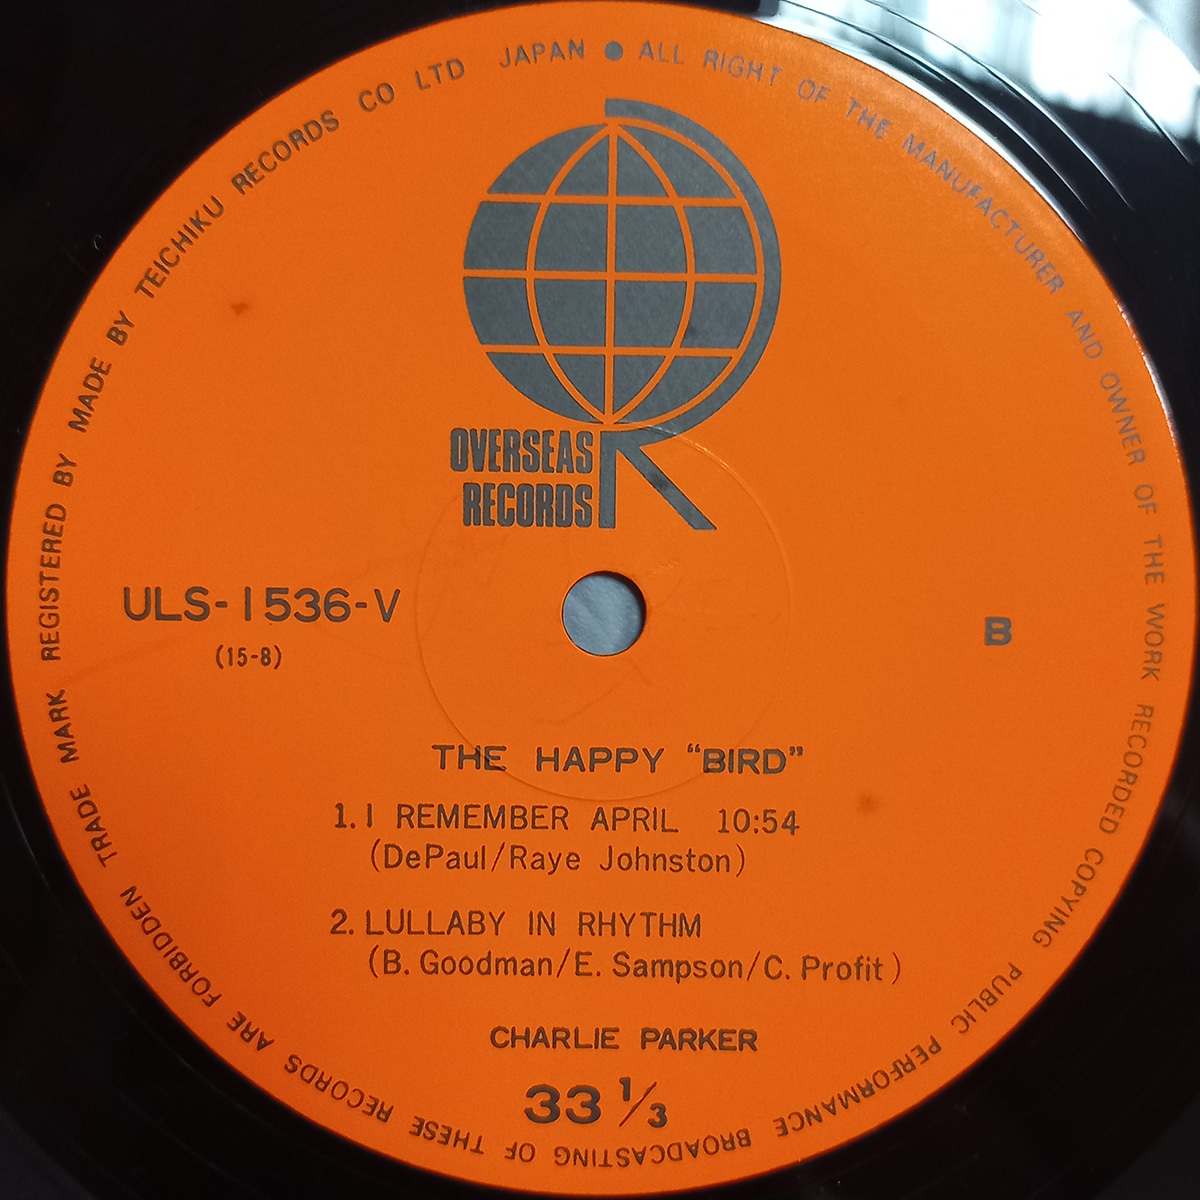 TRADE MARK REGISTERED BY MADE BY TEICHIKU RECORDS CO LTD JAPAN ● ALL RIGHT OF THE MANUFACTURER AND OWNER OF THE WORK RECORDED COPYING PUBLIC PERFORMANCE BROADCASTING OF THESE RECORDS ARE FORBIDDEN
OVERSEAS
RECORDS
R
ULS-1536-V
(15-8)
B
THE HAPPY “BIRD”
1. I REMEMBER APRIL 10:54
(DePaul/Raye Johnston)
2. LULLABY IN RHYTHM
(B. Goodman/E. Sampson/C. Profit)
CHARLIE PARKER
33 1/3